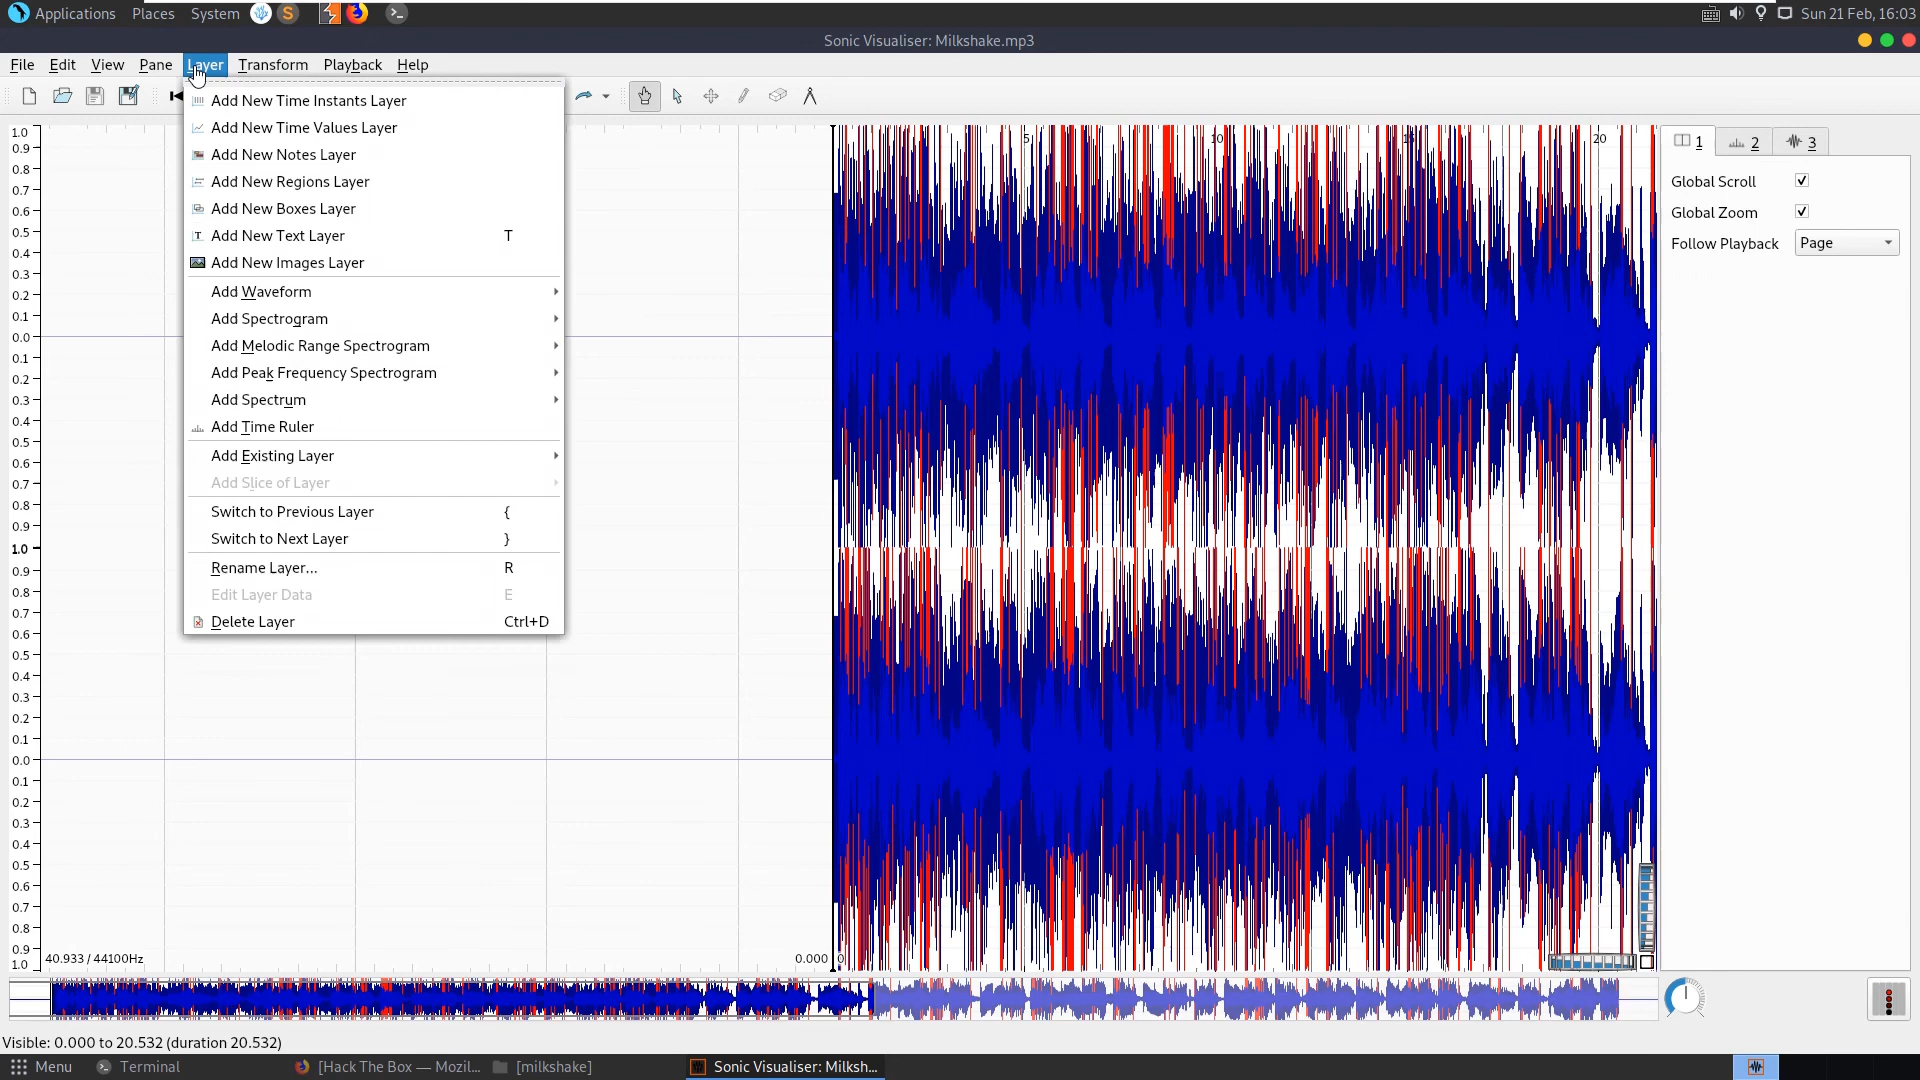 Applications Places System Sun 21 Feb, 16:03
Sonic Visualiser: Milkshake.mp3
File Edit View Pane Layer Transform Playback Help
Add New Time Instants Layer
Add New Time Values Layer
Add New Notes Layer
Add New Regions Layer
Add New Boxes Layer
Add New Text Layer T
Add New Images Layer
Add Waveform
Add Spectrogram
Add Melodic Range Spectrogram
Add Peak Frequency Spectrogram
Add Spectrum
Add Time Ruler
Add Existing Layer
Add Slice of Layer
Switch to Previous Layer {
Switch to Next Layer }
Rename Layer... R
Edit Layer Data E
Delete Layer Ctrl+D
1.0
0.9
0.8
0.7
0.6
0.5
0.4
0.3
0.2
0.1
0.0
0.1
0.2
0.3
0.4
0.5
0.6
0.7
0.8
0.9
1.0
0.9
0.8
0.7
0.6
0.5
0.4
0.3
0.2
0.1
0.0
0.1
0.2
0.3
0.4
0.5
0.6
0.7
0.8
0.9
1.0
5 10 15 20
40.933 / 44100Hz 0.000 0
1 2 3
Global Scroll
Global Zoom
Follow Playback Page
Visible: 0.000 to 20.532 (duration 20.532)
Menu Terminal [Hack The Box — Mozil... [milkshake] Sonic Visualiser: Milksh...